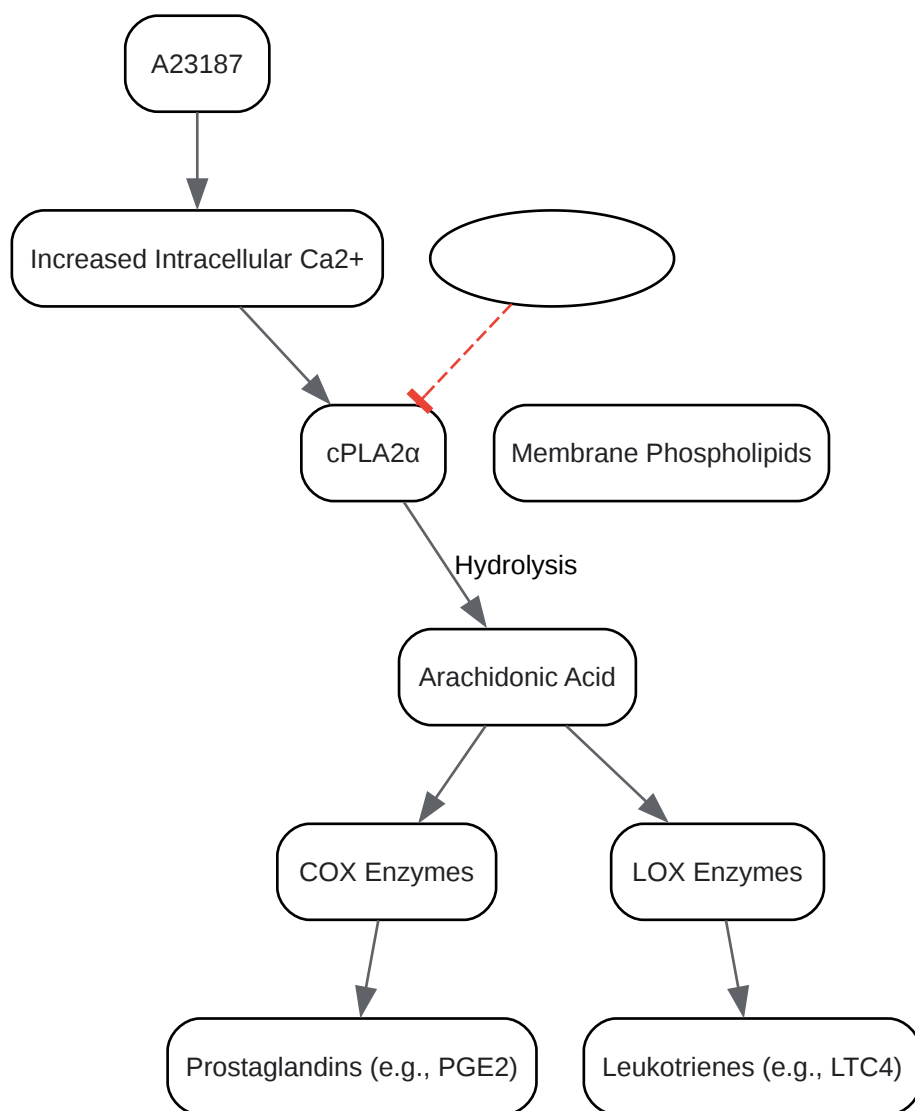 A23187
Increased Intracellular Ca2+
cPLA2α
Membrane Phospholipids
Hydrolysis
Arachidonic Acid
COX Enzymes
LOX Enzymes
Prostaglandins (e.g., PGE2)
Leukotrienes (e.g., LTC4)